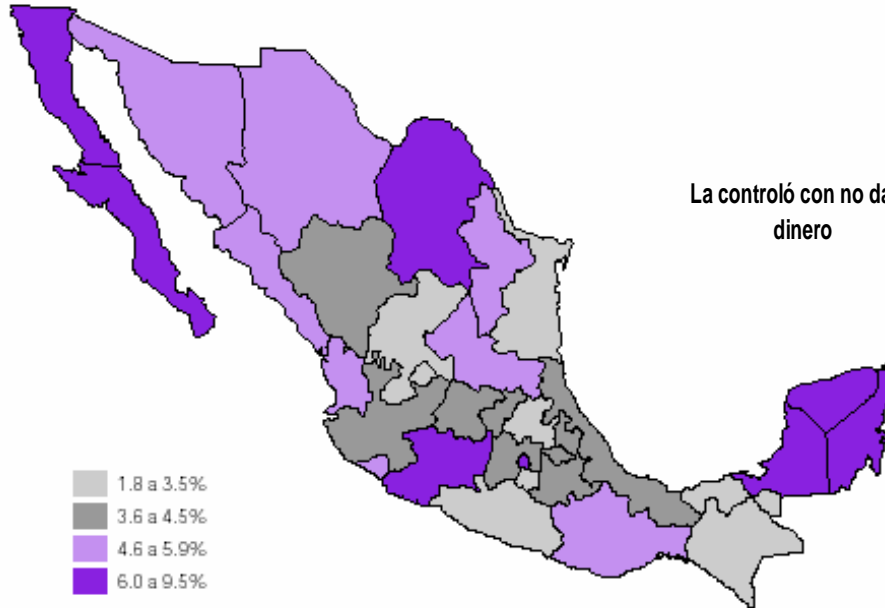 La controló con no da
dinero
1.8 a 3.5%
3.6 a 4.5%
4.6 a 5.9%
6.0 a 9.5%